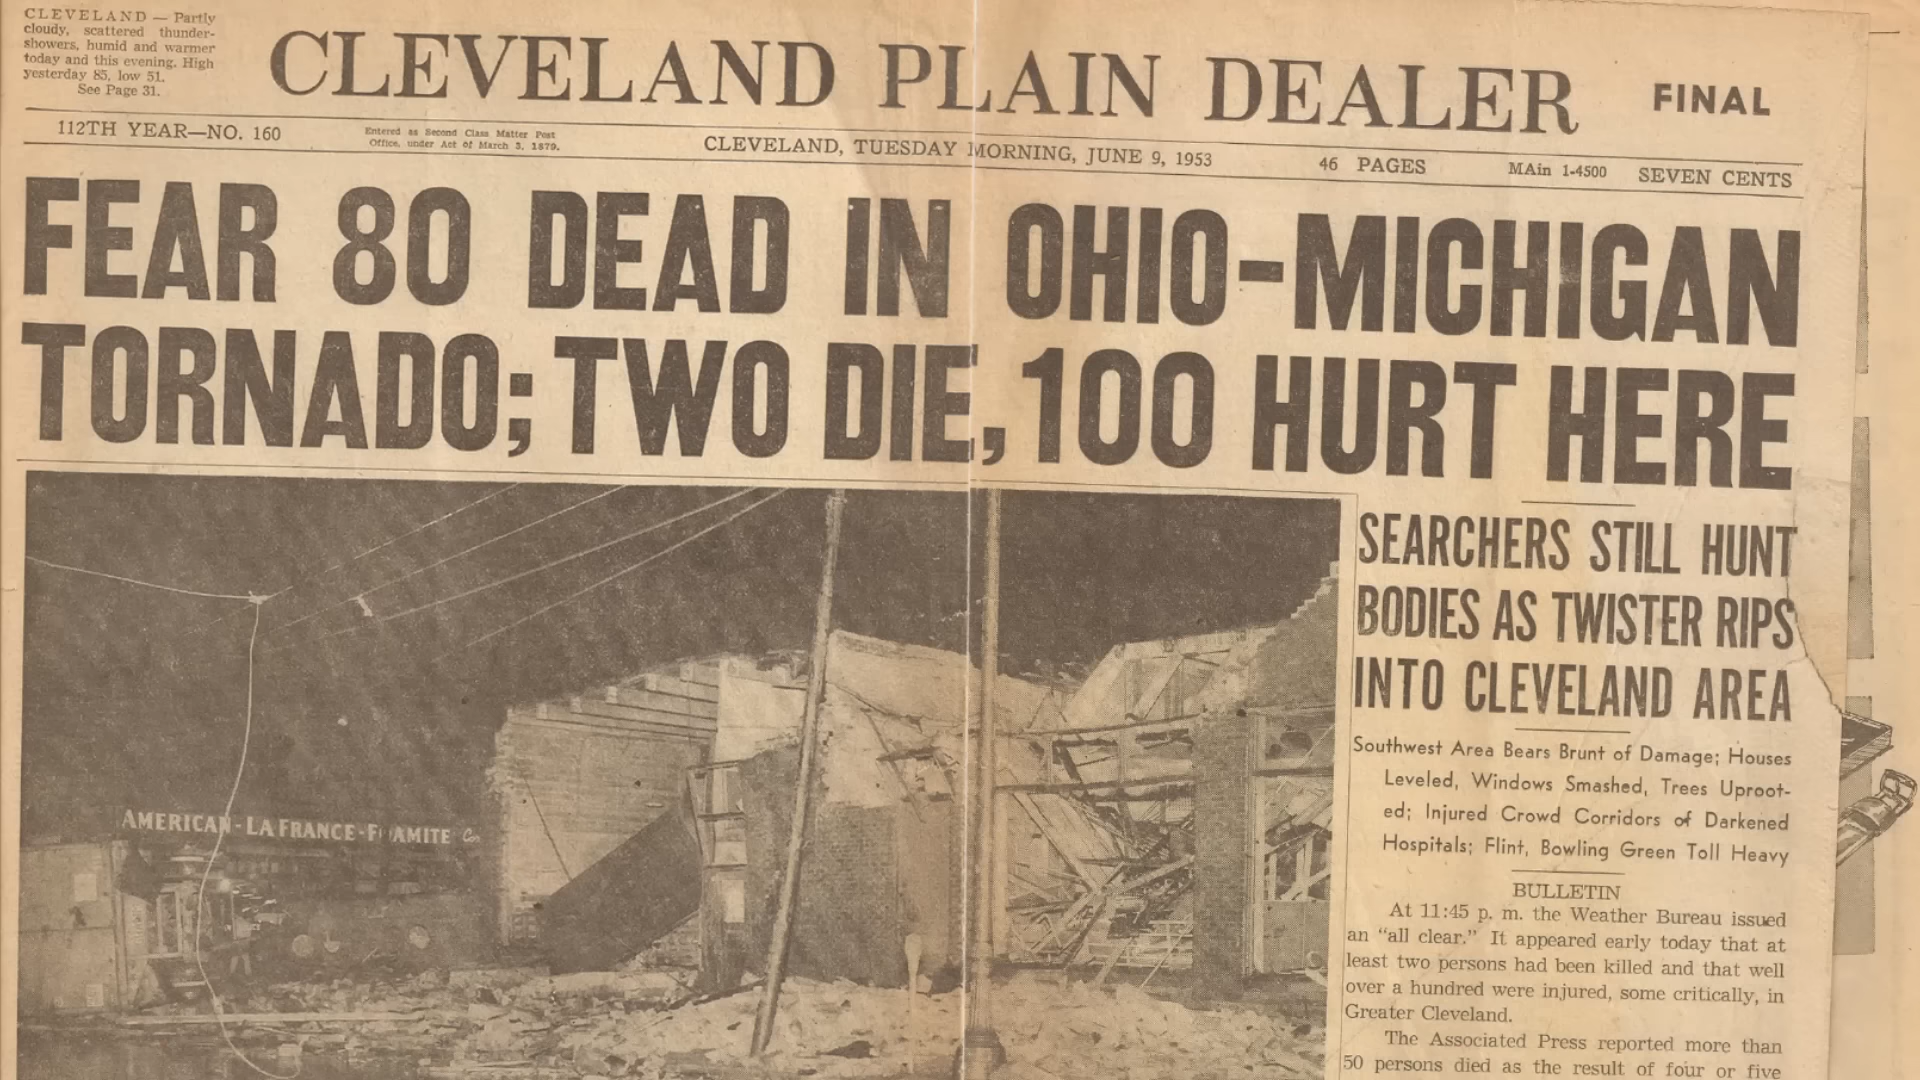 CLEVELAND — Partly
cloudy, scattered thunder-
showers, humid and warmer
today and this evening. High
yesterday 85, low 51.
See Page 31.
CLEVELAND PLAIN DEALER
FINAL
112TH YEAR—NO. 160
Entered as Second Class Matter Post
Office, under Act of March 3, 1879.
CLEVELAND, TUESDAY MORNING, JUNE 9, 1953
46 PAGES
MAin 1-4500
SEVEN CENTS
FEAR 80 DEAD IN OHIO-MICHIGAN
TORNADO; TWO DIE, 100 HURT HERE
AMERICAN-LAFRANCE-FOAMITE Co
SEARCHERS STILL HUNT
BODIES AS TWISTER RIPS
INTO CLEVELAND AREA
Southwest Area Bears Brunt of Damage; Houses
Leveled, Windows Smashed, Trees Uproot-
ed; Injured Crowd Corridors of Darkened
Hospitals; Flint, Bowling Green Toll Heavy
BULLETIN
At 11:45 p. m. the Weather Bureau issued
an “all clear.” It appeared early today that at
least two persons had been killed and that well
over a hundred were injured, some critically, in
Greater Cleveland.
The Associated Press reported more than
50 persons died as the result of four or five